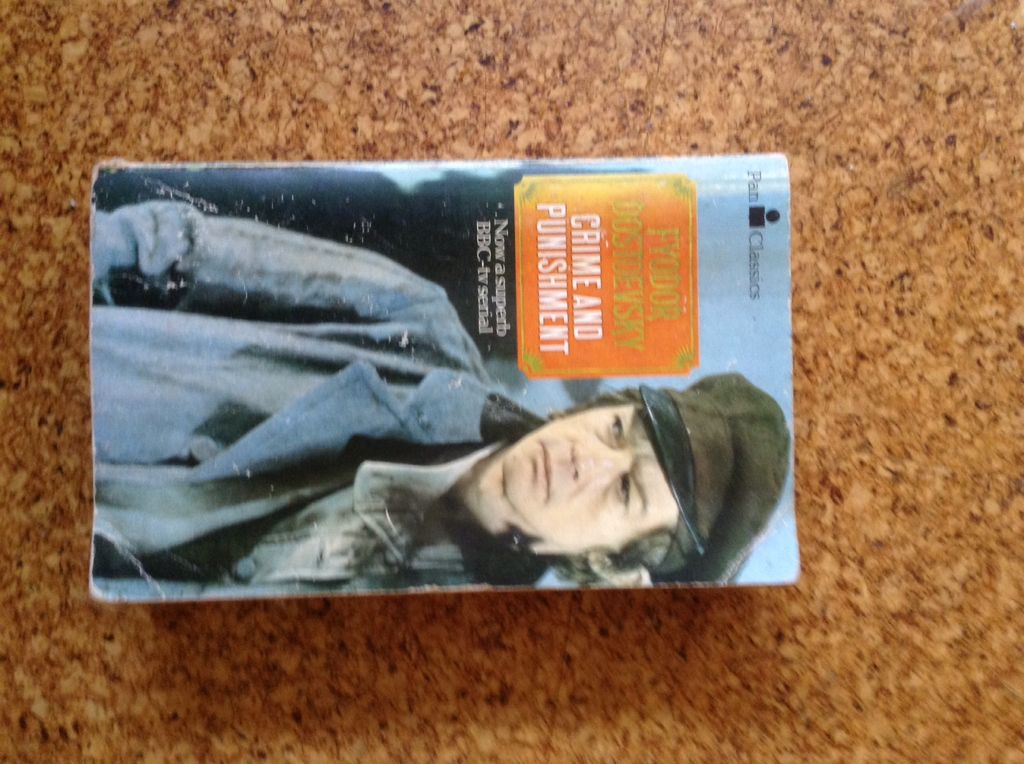 Pan Classics
FYODOR
DOSTOEVSKY
CRIME AND
PUNISHMENT
Now a superb
BBC-tv serial